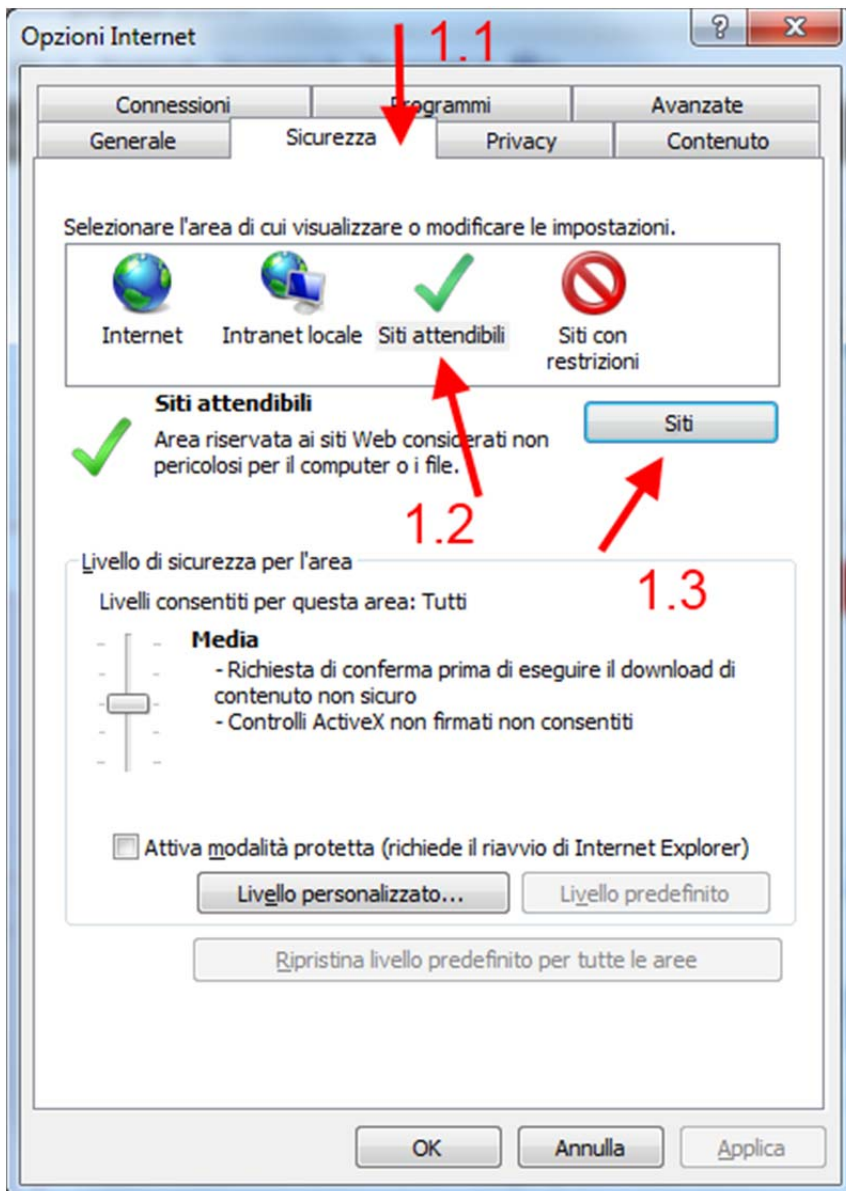 Opzioni Internet
1.1
Connessioni Programmi Avanzate
Generale Sicurezza Privacy Contenuto
Selezionare l'area di cui visualizzare o modificare le impostazioni.
Internet Intranet locale Siti attendibili Siti con
restrizioni
Siti attendibili
Siti
Area riservata ai siti Web considerati non
pericolosi per il computer o i file.
1.2
1.3
Livello di sicurezza per l'area
Livelli consentiti per questa area: Tutti
Media
- Richiesta di conferma prima di eseguire il download di
contenuto non sicuro
- Controlli ActiveX non firmati non consentiti
Attiva modalità protetta (richiede il riavvio di Internet Explorer)
Livello personalizzato... Livello predefinito
Ripristina livello predefinito per tutte le aree
OK Annulla Applica